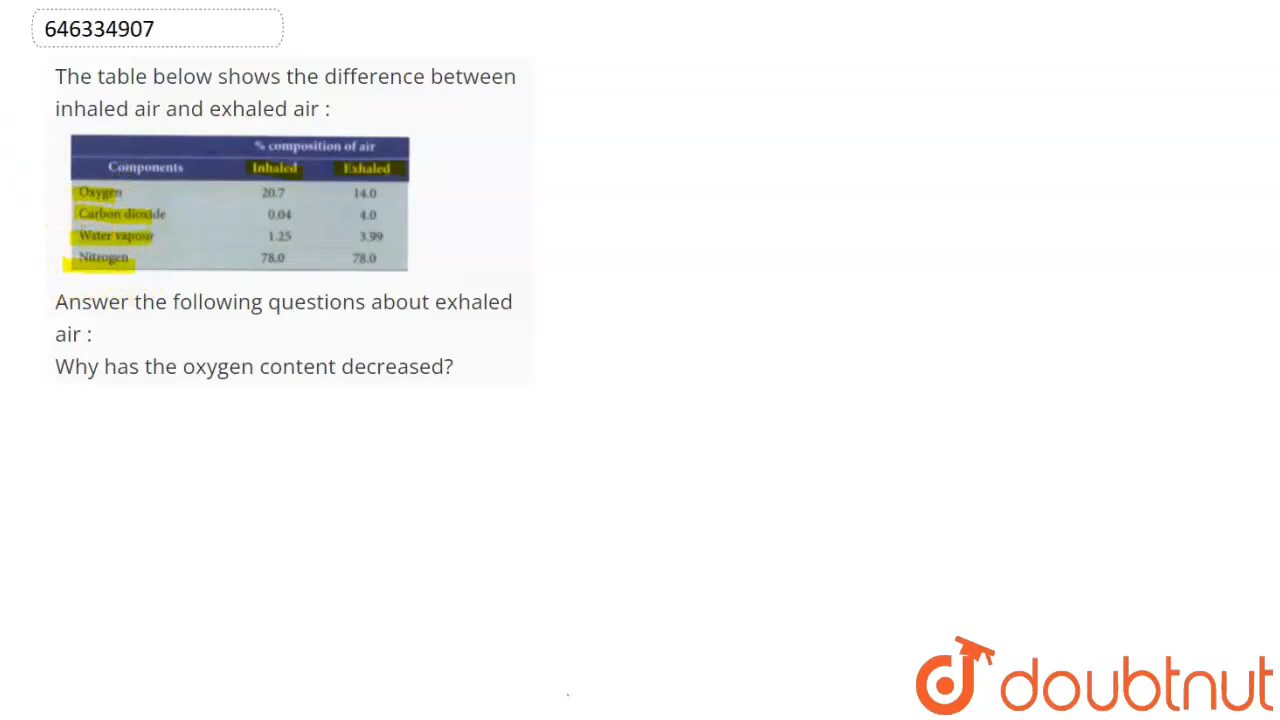 646334907
The table below shows the difference between
inhaled air and exhaled air :
% composition of air
Components Inhaled Exhaled
Oxygen 20.7 14.0
Carbon dioxide 0.04 4.0
Water vapour 1.25 3.99
Nitrogen 78.0 78.0
Answer the following questions about exhaled
air :
Why has the oxygen content decreased?
doubtnut